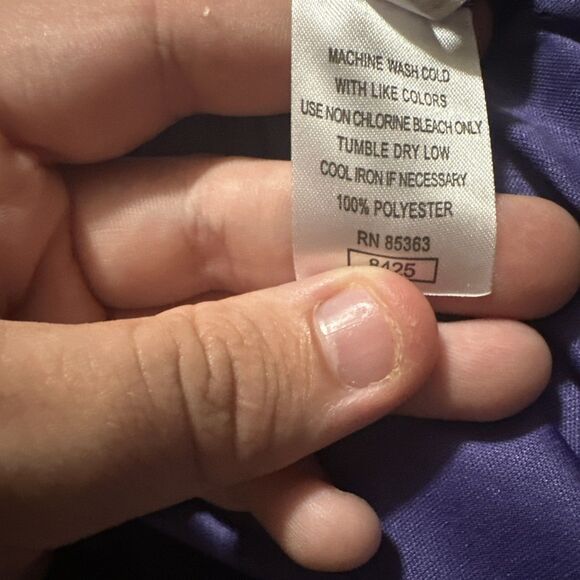 MACHINE WASH COLD
WITH LIKE COLORS
USE NON CHLORINE BLEACH ONLY
TUMBLE DRY LOW
COOL IRON IF NECESSARY
100% POLYESTER
RN 85363
8425